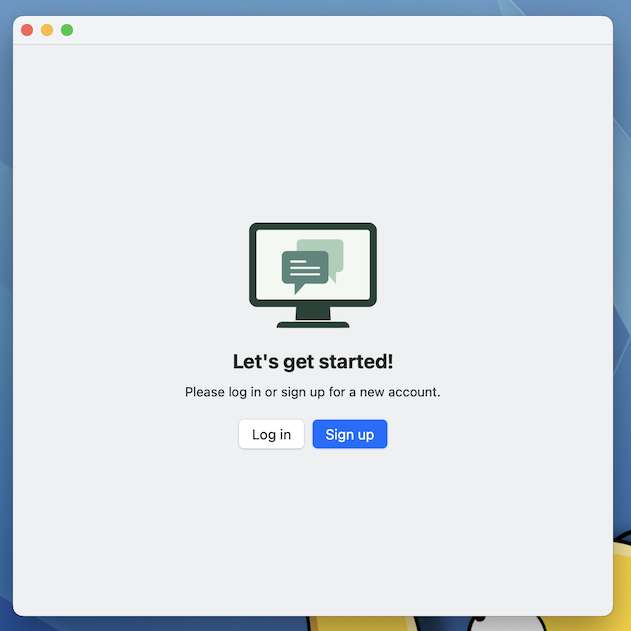 Let's get started!
Please log in or sign up for a new account.
Log in
Sign up